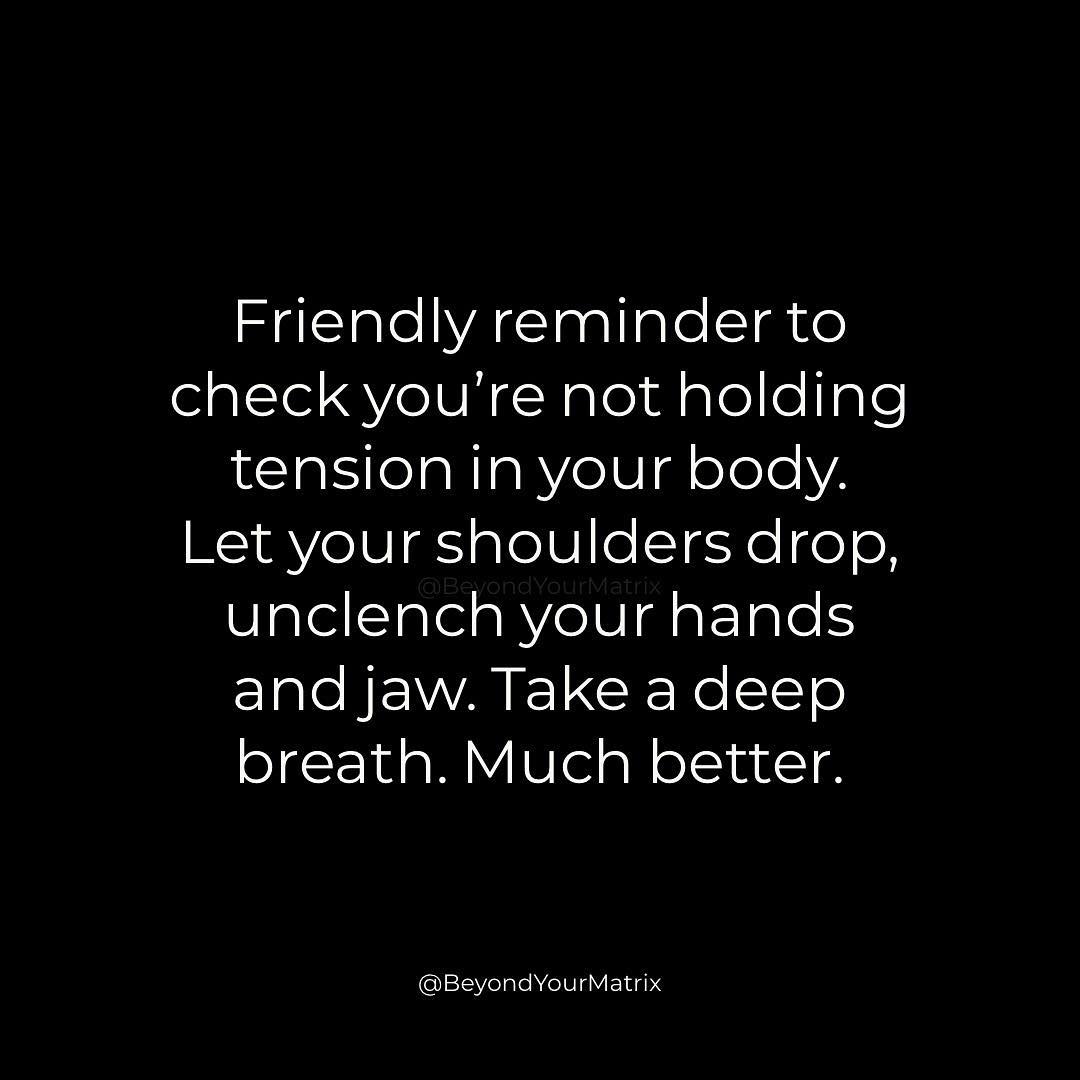 Friendly reminder to
check you’re not holding
tension in your body.
Let your shoulders drop,
@BeyondYourMatrix
unclench your hands
and jaw. Take a deep
breath. Much better.
@BeyondYourMatrix